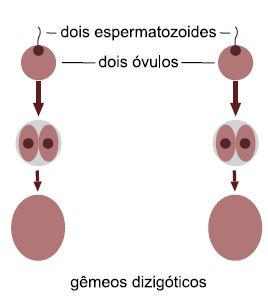 dois espermatozoides
dois óvulos
gêmeos dizigóticos